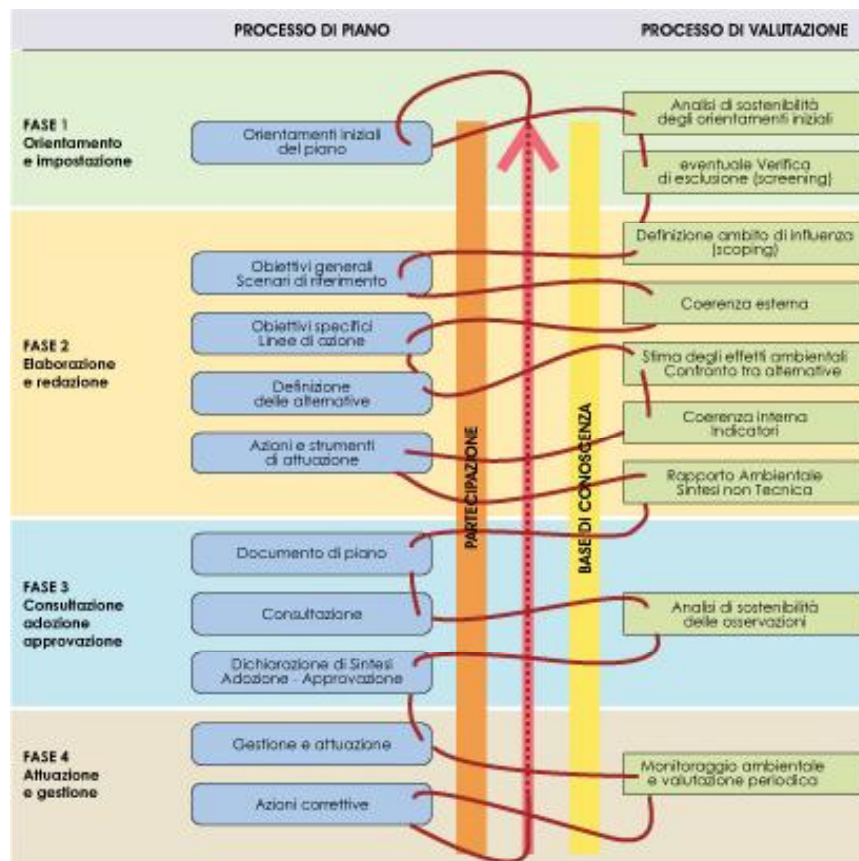 PROCESSO DI PIANO
PROCESSO DI VALUTAZIONE
FASE 1
Orientamento
e impostazione
Orientamenti iniziali
del piano
Analisi di sostenibilità
degli orientamenti iniziali
eventuale Verifica
di esclusione (screening)
FASE 2
Elaborazione
e redazione
Obiettivi generali
Scenari di riferimento
Obiettivi specifici
Linee di azione
Definizione
delle alternative
Azioni e strumenti
di attuazione
Definizione ambito di influenza
(scoping)
Coerenza esterna
Stima degli effetti ambientali
Confronto tra alternative
Coerenza interna
Indicatori
Rapporto Ambientale
Sintesi non Tecnica
PARTECIPAZIONE
BASE DI CONOSCENZA
FASE 3
Consultazione
adozione
approvazione
Documento di piano
Consultazione
Dichiarazione di Sintesi
Adozione - Approvazione
Analisi di sostenibilità
delle osservazioni
FASE 4
Attuazione
e gestione
Gestione e attuazione
Azioni correttive
Monitoraggio ambientale
e valutazione periodica